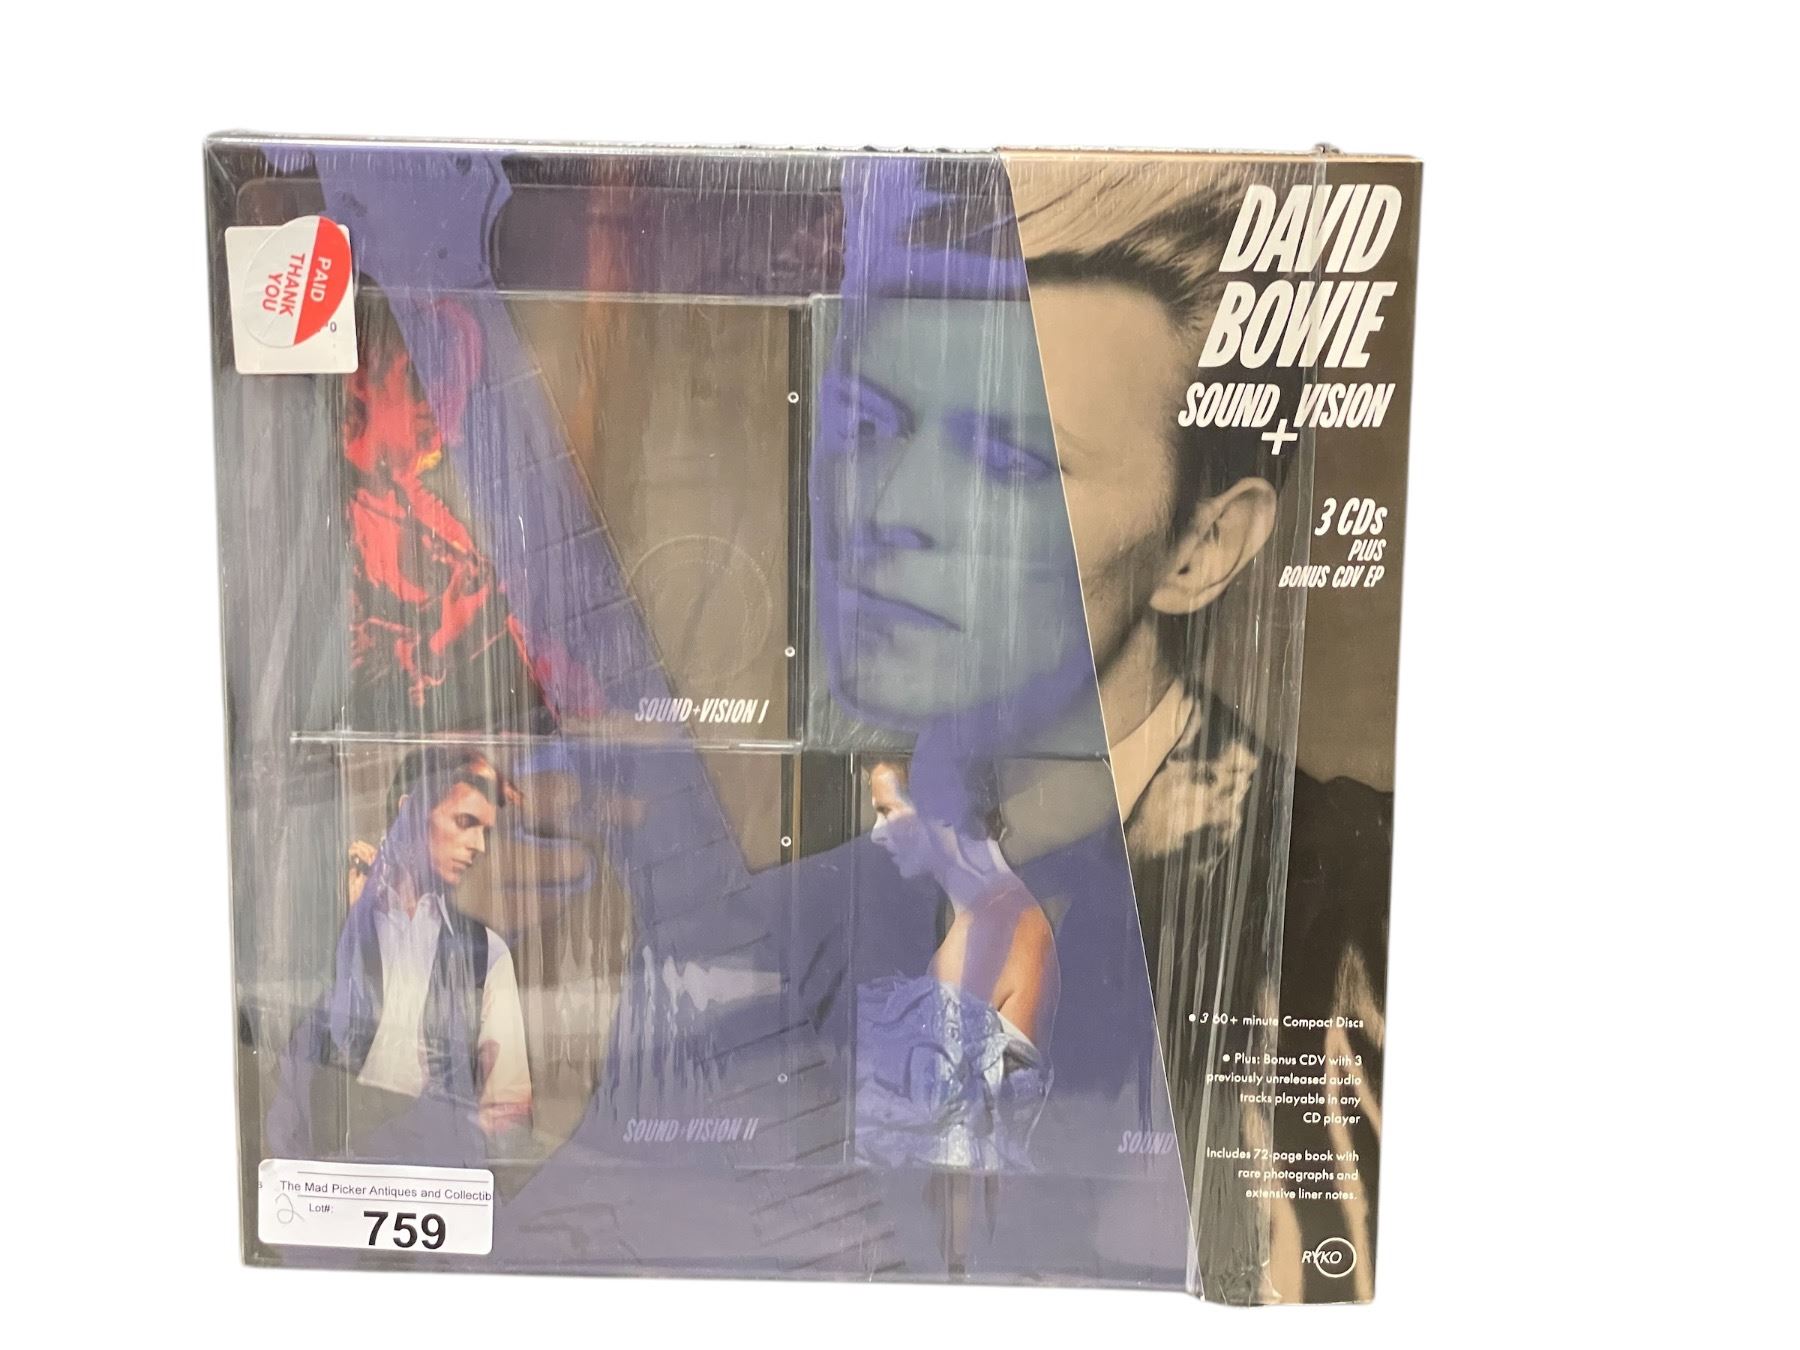 DAVID
BOWIE
SOUND+VISION
3 CDs
PLUS
BONUS CDV EP
PAID
THANK
YOU
SOUND+VISION I
SOUND+VISION II
SOUND
• 3 60+ minute Compact Discs
• Plus: Bonus CDV with 3
previously unreleased audio
tracks playable in any
CD player
Includes 72-page book with
rare photographs and
extensive liner notes.
RYKO
The Mad Picker Antiques and Collectib
2 Lot#: 759